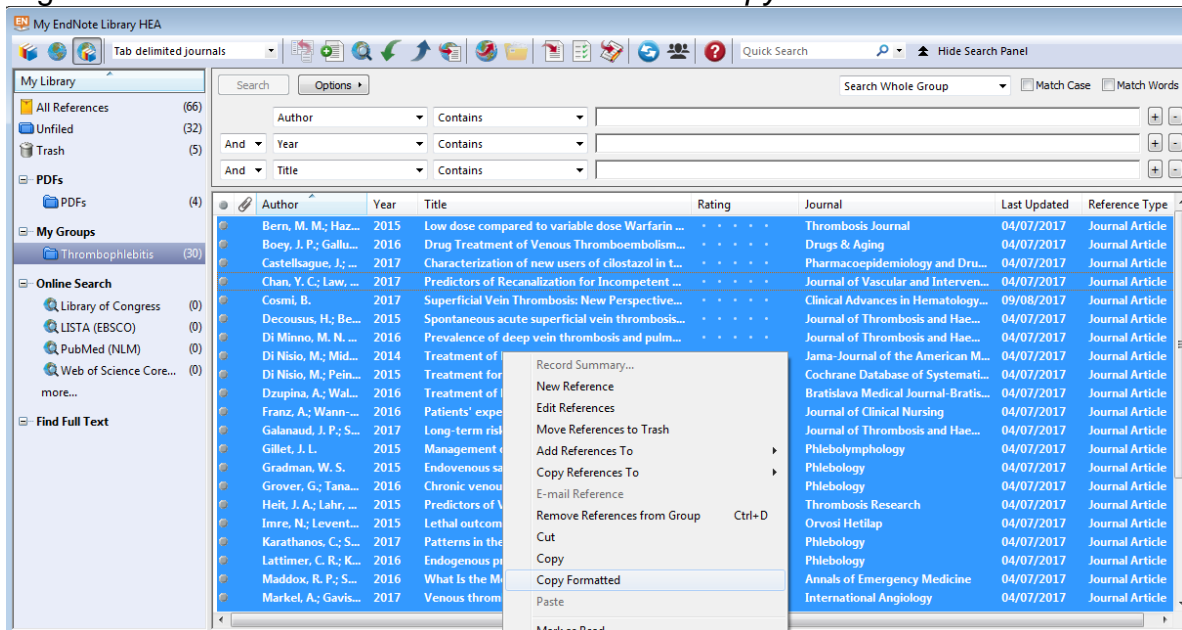 My EndNote Library HEA
Tab delimited journals Quick Search Hide Search Panel
My Library
All References (66)
Unfiled (32)
Trash (5)
PDFs
PDFs (4)
My Groups
Thrombophlebitis (30)
Online Search
Library of Congress (0)
LISTA (EBSCO) (0)
PubMed (NLM) (0)
Web of Science Core... (0)
more...
Find Full Text
Search Options Search Whole Group Match Case Match Words
Author Contains + -
And Year Contains + -
And Title Contains + -
Author Year Title Rating Journal Last Updated Reference Type
Bern, M. M.; Haz... 2015 Low dose compared to variable dose Warfarin ... Thrombosis Journal 04/07/2017 Journal Article
Boey, J. P.; Gallu... 2016 Drug Treatment of Venous Thromboembolism... Drugs & Aging 04/07/2017 Journal Article
Castellsague, J.; ... 2017 Characterization of new users of cilostazol in t... Pharmacoepidemiology and Dru... 04/07/2017 Journal Article
Chan, Y. C.; Law, ... 2017 Predictors of Recanalization for Incompetent ... Journal of Vascular and Interven... 04/07/2017 Journal Article
Cosmi, B. 2017 Superficial Vein Thrombosis: New Perspective... Clinical Advances in Hematology... 09/08/2017 Journal Article
Decousus, H.; Be... 2015 Spontaneous acute superficial vein thrombosis... Journal of Thrombosis and Hae... 04/07/2017 Journal Article
Di Minno, M. N. ... 2016 Prevalence of deep vein thrombosis and pulm... Journal of Thrombosis and Hae... 04/07/2017 Journal Article
Di Nisio, M.; Mid... 2014 Treatment of Jama-Journal of the American M... 04/07/2017 Journal Article
Di Nisio, M.; Pein... 2015 Treatment for Cochrane Database of Systemati... 04/07/2017 Journal Article
Dzupina, A.; Wal... 2016 Treatment of Bratislava Medical Journal-Bratis... 04/07/2017 Journal Article
Franz, A.; Wann-... 2016 Patients' expe Journal of Clinical Nursing 04/07/2017 Journal Article
Galanaud, J. P.; S... 2017 Long-term risk Journal of Thrombosis and Hae... 04/07/2017 Journal Article
Gillet, J. L. 2015 Management Phlebolymphology 04/07/2017 Journal Article
Gradman, W. S. 2015 Endovenous sa Phlebology 04/07/2017 Journal Article
Grover, G.; Tana... 2016 Chronic venou Phlebology 04/07/2017 Journal Article
Heit, J. A.; Lahr, ... 2015 Predictors of V Thrombosis Research 04/07/2017 Journal Article
Imre, N.; Levent... 2015 Lethal outcom Orvosi Hetilap 04/07/2017 Journal Article
Karathanos, C.; S... 2017 Patterns in the Phlebology 04/07/2017 Journal Article
Lattimer, C. R.; K... 2016 Endogenous p Phlebology 04/07/2017 Journal Article
Maddox, R. P.; S... 2016 What Is the Annals of Emergency Medicine 04/07/2017 Journal Article
Markel, A.; Gavis... 2017 Venous throm International Angiology 04/07/2017 Journal Article
Record Summary...
New Reference
Edit References
Move References to Trash
Add References To
Copy References To
E-mail Reference
Remove References from Group Ctrl+D
Cut
Copy
Copy Formatted
Paste